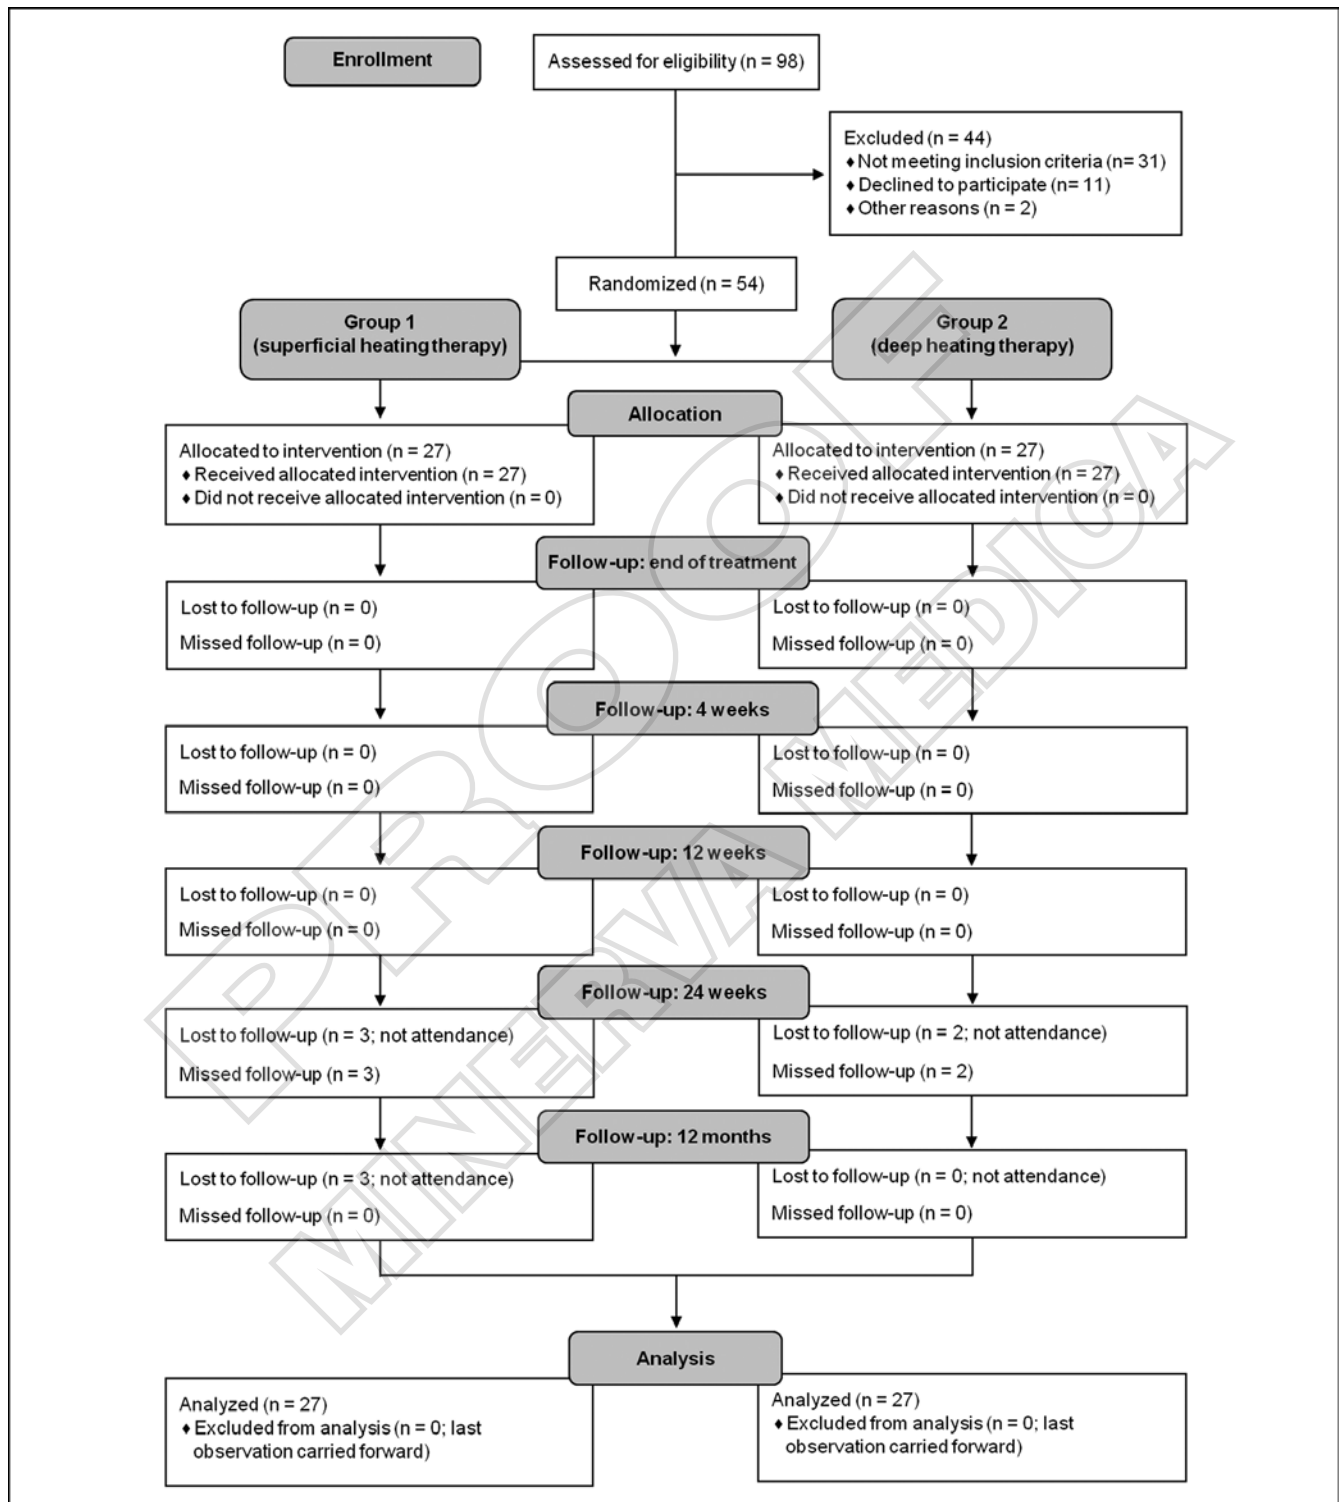 Enrollment
Assessed for eligibility (n = 98)
Excluded (n = 44)
♦ Not meeting inclusion criteria (n= 31)
♦ Declined to participate (n= 11)
♦ Other reasons (n = 2)
Randomized (n = 54)
Group 1
(superficial heating therapy)
Group 2
(deep heating therapy)
Allocation
Allocated to intervention (n = 27)
♦ Received allocated intervention (n = 27)
♦ Did not receive allocated intervention (n = 0)
Allocated to intervention (n = 27)
♦ Received allocated intervention (n = 27)
♦ Did not receive allocated intervention (n = 0)
Follow-up: end of treatment
Lost to follow-up (n = 0)
Missed follow-up (n = 0)
Lost to follow-up (n = 0)
Missed follow-up (n = 0)
Follow-up: 4 weeks
Lost to follow-up (n = 0)
Missed follow-up (n = 0)
Lost to follow-up (n = 0)
Missed follow-up (n = 0)
Follow-up: 12 weeks
Lost to follow-up (n = 0)
Missed follow-up (n = 0)
Lost to follow-up (n = 0)
Missed follow-up (n = 0)
Follow-up: 24 weeks
Lost to follow-up (n = 3; not attendance)
Missed follow-up (n = 3)
Lost to follow-up (n = 2; not attendance)
Missed follow-up (n = 2)
Follow-up: 12 months
Lost to follow-up (n = 3; not attendance)
Missed follow-up (n = 0)
Lost to follow-up (n = 0; not attendance)
Missed follow-up (n = 0)
Analysis
Analyzed (n = 27)
♦ Excluded from analysis (n = 0; last
observation carried forward)
Analyzed (n = 27)
♦ Excluded from analysis (n = 0; last
observation carried forward)
PROOF
MINERVA MEDICA